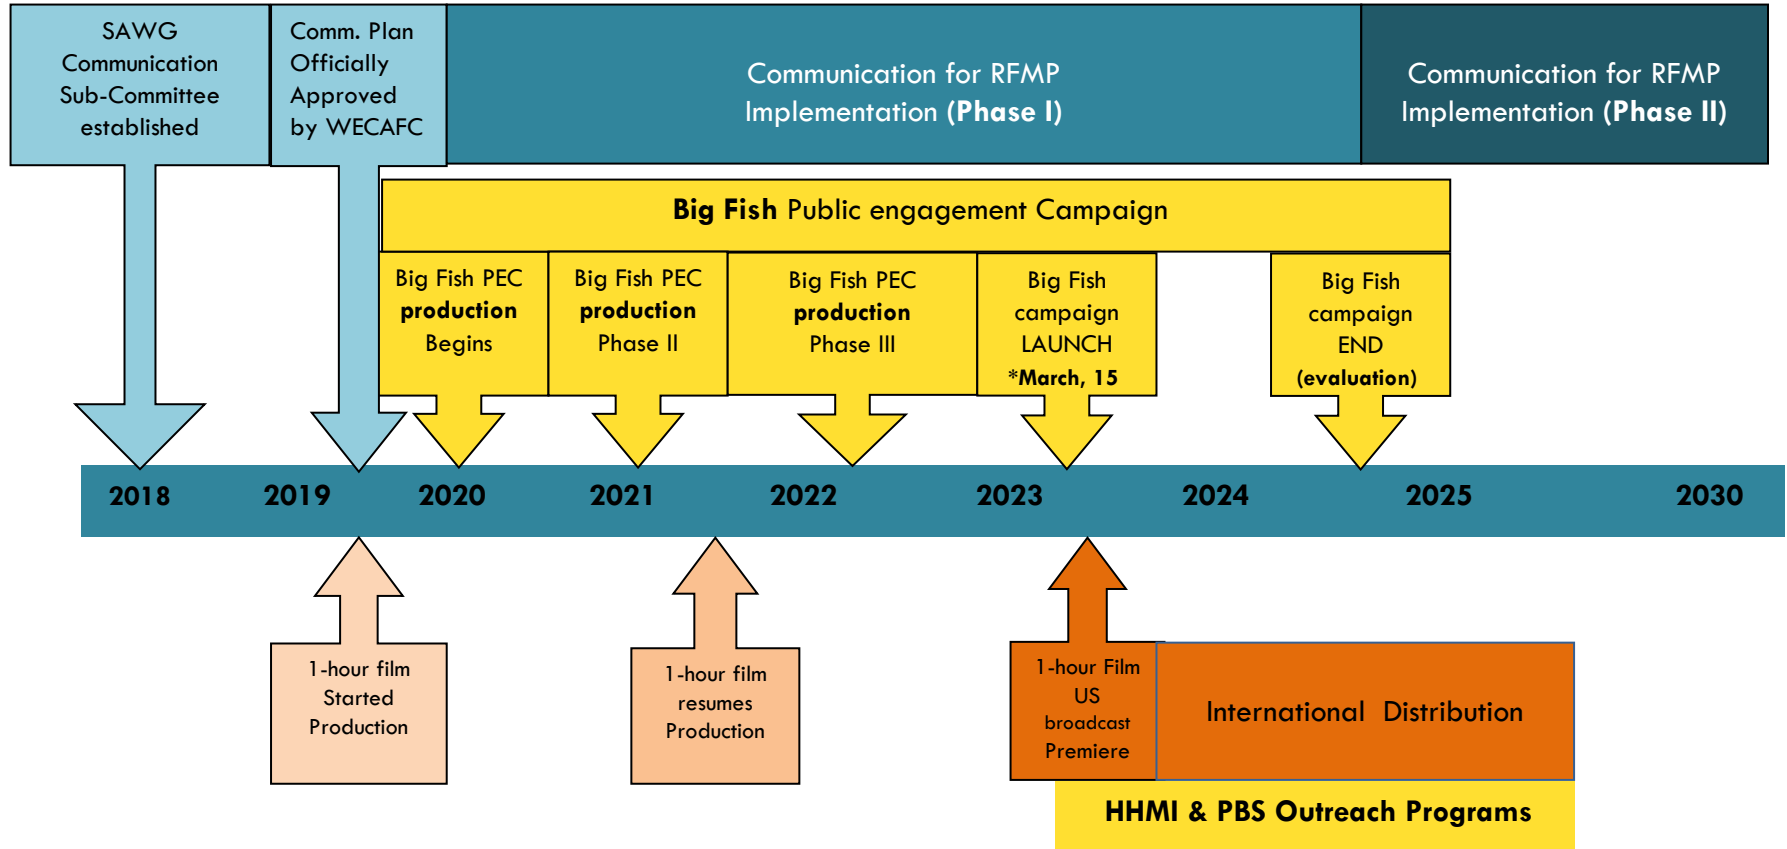 SAWG
Communication
Sub-Committee
established
Comm. Plan
Officially
Approved
by WECAFC
Communication for RFMP
Implementation (Phase I)
Communication for RFMP
Implementation (Phase II)
Big Fish Public engagement Campaign
Big Fish PEC
production
Begins
Big Fish PEC
production
Phase II
Big Fish PEC
production
Phase III
Big Fish
campaign
LAUNCH
*March, 15
Big Fish
campaign
END
(evaluation)
2018
2019
2020
2021
2022
2023
2024
2025
2030
1-hour film
Started
Production
1-hour film
resumes
Production
1-hour Film
US
broadcast
Premiere
International Distribution
HHMI & PBS Outreach Programs